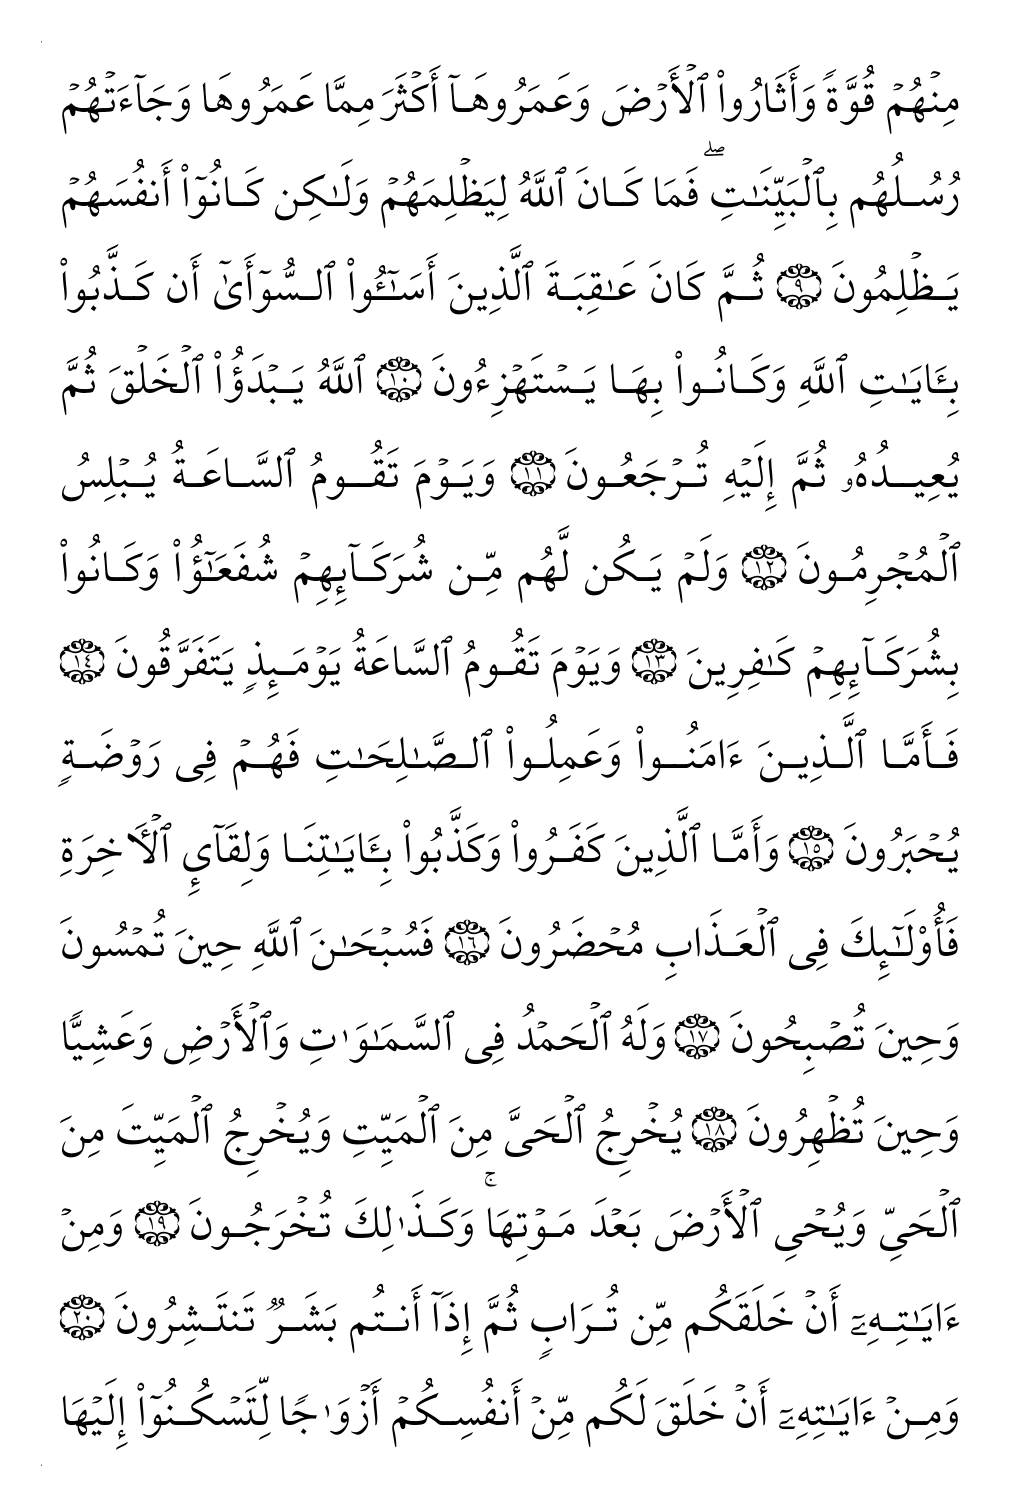 مِنۡهُمۡ قُوَّةٗ وَأَثَارُواْ ٱلۡأَرۡضَ وَعَمَرُوهَآ أَكۡثَرَ مِمَّا عَمَرُوهَا وَجَآءَتۡهُمۡ
رُسُلُهُم بِٱلۡبَيِّنَٰتِۖ فَمَا كَانَ ٱللَّهُ لِيَظۡلِمَهُمۡ وَلَٰكِن كَانُوٓاْ أَنفُسَهُمۡ
يَظۡلِمُونَ ٩ ثُمَّ كَانَ عَٰقِبَةَ ٱلَّذِينَ أَسَٰٓـُٔواْ ٱلسُّوٓأَىٰٓ أَن كَذَّبُواْ
بِـَٔايَٰتِ ٱللَّهِ وَكَانُواْ بِهَا يَسۡتَهۡزِءُونَ ١٠ ٱللَّهُ يَبۡدَؤُاْ ٱلۡخَلۡقَ ثُمَّ
يُعِيدُهُۥ ثُمَّ إِلَيۡهِ تُرۡجَعُونَ ١١ وَيَوۡمَ تَقُومُ ٱلسَّاعَةُ يُبۡلِسُ
ٱلۡمُجۡرِمُونَ ١٢ وَلَمۡ يَكُن لَّهُم مِّن شُرَكَآئِهِمۡ شُفَعَٰٓؤُاْ وَكَانُواْ
بِشُرَكَآئِهِمۡ كَٰفِرِينَ ١٣ وَيَوۡمَ تَقُومُ ٱلسَّاعَةُ يَوۡمَئِذٖ يَتَفَرَّقُونَ ١٤
فَأَمَّا ٱلَّذِينَ ءَامَنُواْ وَعَمِلُواْ ٱلصَّٰلِحَٰتِ فَهُمۡ فِي رَوۡضَةٖ
يُحۡبَرُونَ ١٥ وَأَمَّا ٱلَّذِينَ كَفَرُواْ وَكَذَّبُواْ بِـَٔايَٰتِنَا وَلِقَآيِٕ ٱلۡأٓخِرَةِ
فَأُوْلَٰٓئِكَ فِي ٱلۡعَذَابِ مُحۡضَرُونَ ١٦ فَسُبۡحَٰنَ ٱللَّهِ حِينَ تُمۡسُونَ
وَحِينَ تُصۡبِحُونَ ١٧ وَلَهُ ٱلۡحَمۡدُ فِي ٱلسَّمَٰوَٰتِ وَٱلۡأَرۡضِ وَعَشِيّٗا
وَحِينَ تُظۡهِرُونَ ١٨ يُخۡرِجُ ٱلۡحَيَّ مِنَ ٱلۡمَيِّتِ وَيُخۡرِجُ ٱلۡمَيِّتَ مِنَ
ٱلۡحَيِّ وَيُحۡيِ ٱلۡأَرۡضَ بَعۡدَ مَوۡتِهَاۚ وَكَذَٰلِكَ تُخۡرَجُونَ ١٩ وَمِنۡ
ءَايَٰتِهِۦٓ أَنۡ خَلَقَكُم مِّن تُرَابٖ ثُمَّ إِذَآ أَنتُم بَشَرٞ تَنتَشِرُونَ ٢٠
وَمِنۡ ءَايَٰتِهِۦٓ أَنۡ خَلَقَ لَكُم مِّنۡ أَنفُسِكُمۡ أَزۡوَٰجٗا لِّتَسۡكُنُوٓاْ إِلَيۡهَا